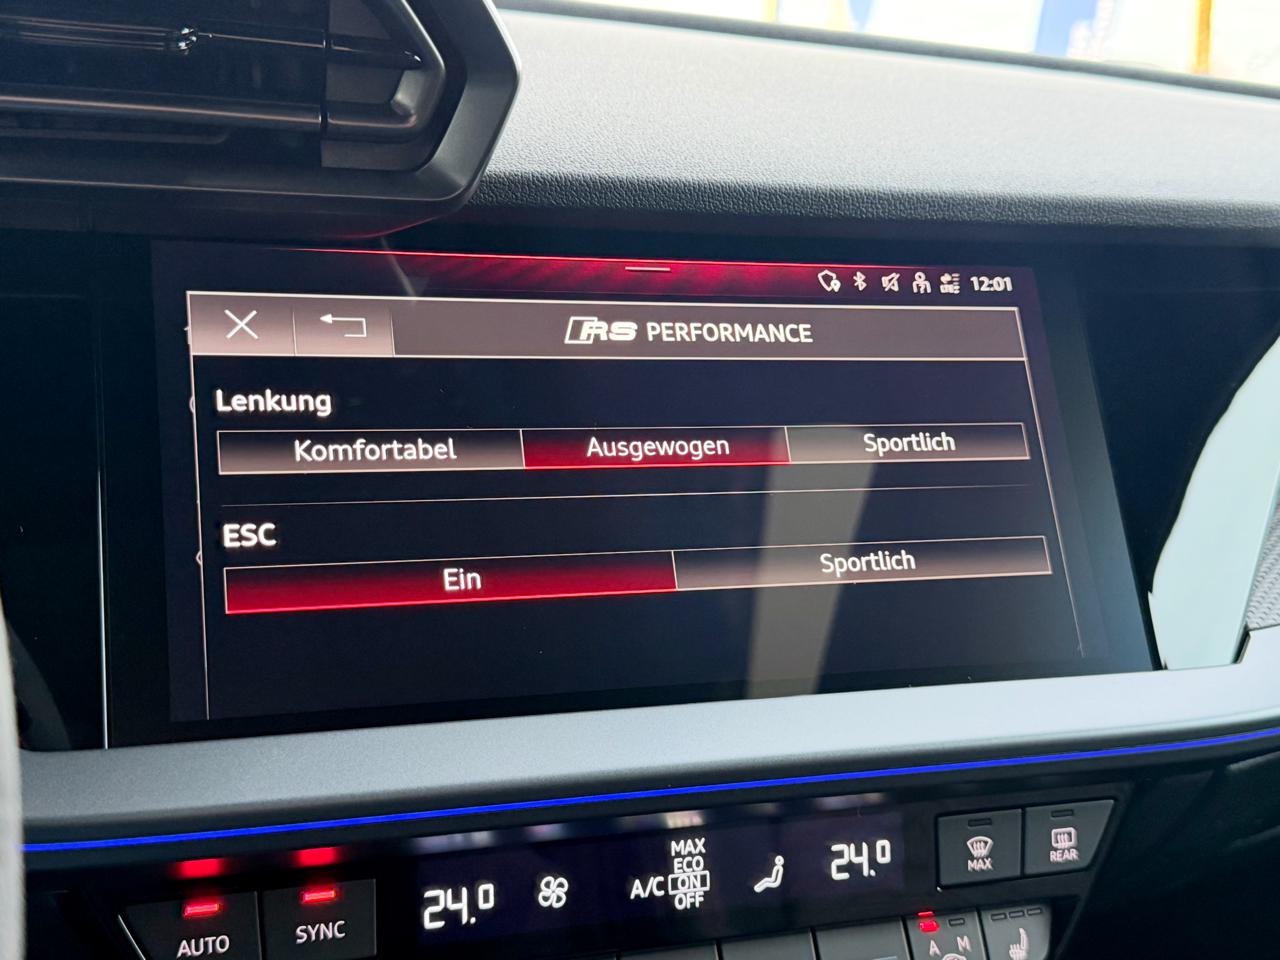 12:01
RS PERFORMANCE
Lenkung
Komfortabel Ausgewogen Sportlich
ESC
Ein Sportlich
AUTO SYNC
24.0
A/C
MAX
ECO
ON
OFF
24.0
MAX
REAR
A M